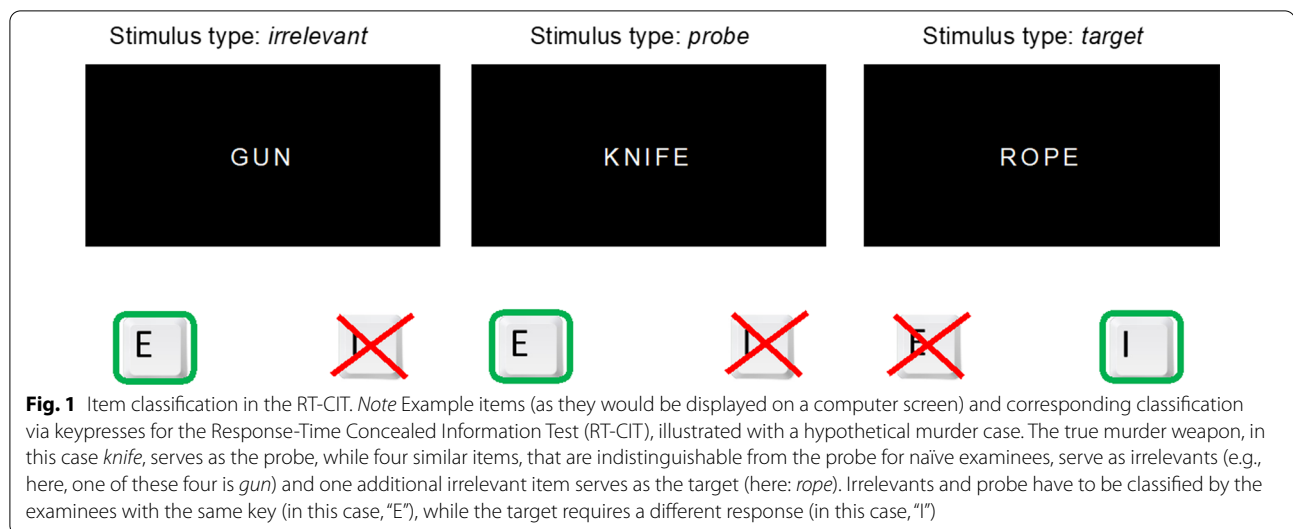 Stimulus type: irrelevant Stimulus type: probe Stimulus type: target
GUN KNIFE ROPE
E I E I E I
Fig. 1 Item classification in the RT-CIT. Note Example items (as they would be displayed on a computer screen) and corresponding classification
via keypresses for the Response-Time Concealed Information Test (RT-CIT), illustrated with a hypothetical murder case. The true murder weapon, in
this case knife, serves as the probe, while four similar items, that are indistinguishable from the probe for naïve examinees, serve as irrelevants (e.g.,
here, one of these four is gun) and one additional irrelevant item serves as the target (here: rope). Irrelevants and probe have to be classified by the
examinees with the same key (in this case, “E”), while the target requires a different response (in this case, “I”)